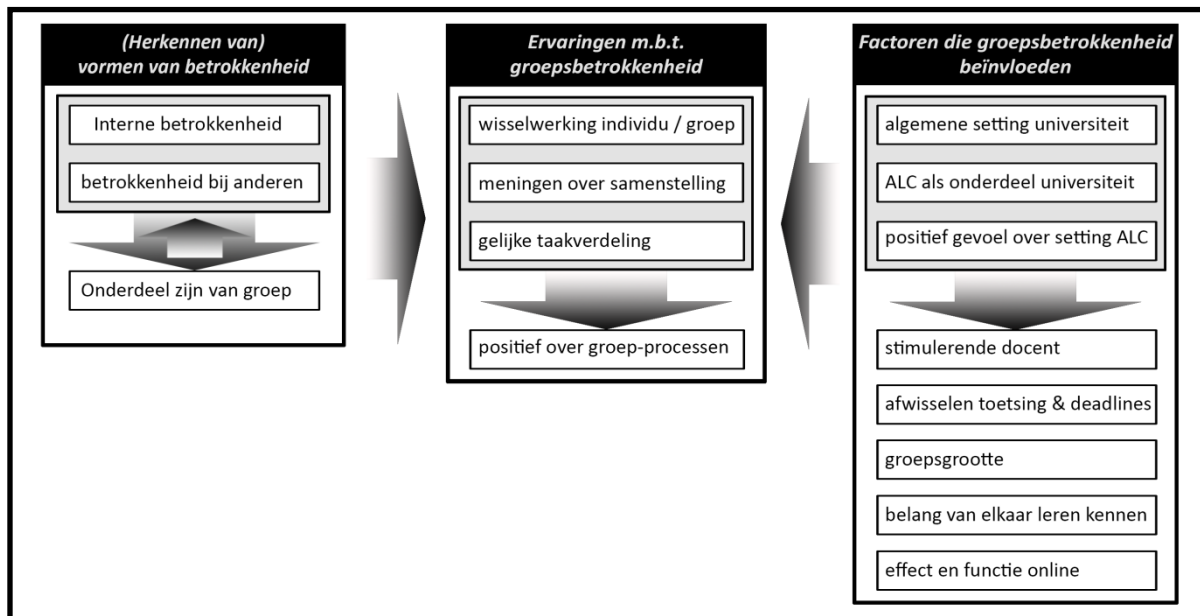 (Herkennen van)
vormen van betrokkenheid
Interne betrokkenheid
betrokkenheid bij anderen
Onderdeel zijn van groep
Ervaringen m.b.t.
groepsbetrokkenheid
wisselwerking individu / groep
meningen over samenstelling
gelijke taakverdeling
positief over groep-processen
Factoren die groepsbetrokkenheid
beïnvloeden
algemene setting universiteit
ALC als onderdeel universiteit
positief gevoel over setting ALC
stimulerende docent
afwisselen toetsing & deadlines
groepsgrootte
belang van elkaar leren kennen
effect en functie online